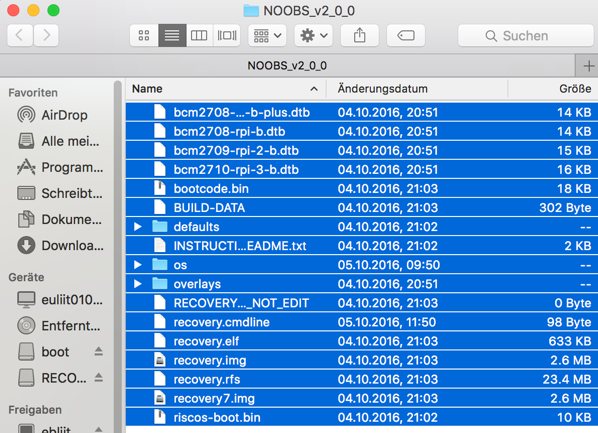 NOOBS_v2_0_0
Suchen
NOOBS_v2_0_0 +
Favoriten
AirDrop
Alle mei...
Program...
Schreibt...
Dokume...
Downloa...
Geräte
euliit010...
Entfernt...
boot
RECO...
Freigaben
Name Änderungsdatum Größe
bcm2708-...-b-plus.dtb 04.10.2016, 20:51 14 KB
bcm2708-rpi-b.dtb 04.10.2016, 20:51 14 KB
bcm2709-rpi-2-b.dtb 04.10.2016, 20:51 15 KB
bcm2710-rpi-3-b.dtb 04.10.2016, 20:51 16 KB
bootcode.bin 04.10.2016, 21:03 18 KB
BUILD-DATA 04.10.2016, 21:03 302 Byte
defaults 04.10.2016, 21:02 --
INSTRUCTI...EADME.txt 04.10.2016, 21:02 2 KB
os 05.10.2016, 09:50 --
overlays 04.10.2016, 20:51 --
RECOVERY..._NOT_EDIT 04.10.2016, 21:03 0 Byte
recovery.cmdline 05.10.2016, 11:50 98 Byte
recovery.elf 04.10.2016, 21:03 633 KB
recovery.img 04.10.2016, 21:03 2.6 MB
recovery.rfs 04.10.2016, 21:03 23.4 MB
recovery7.img 04.10.2016, 21:03 2.6 MB
riscos-boot.bin 04.10.2016, 21:02 10 KB